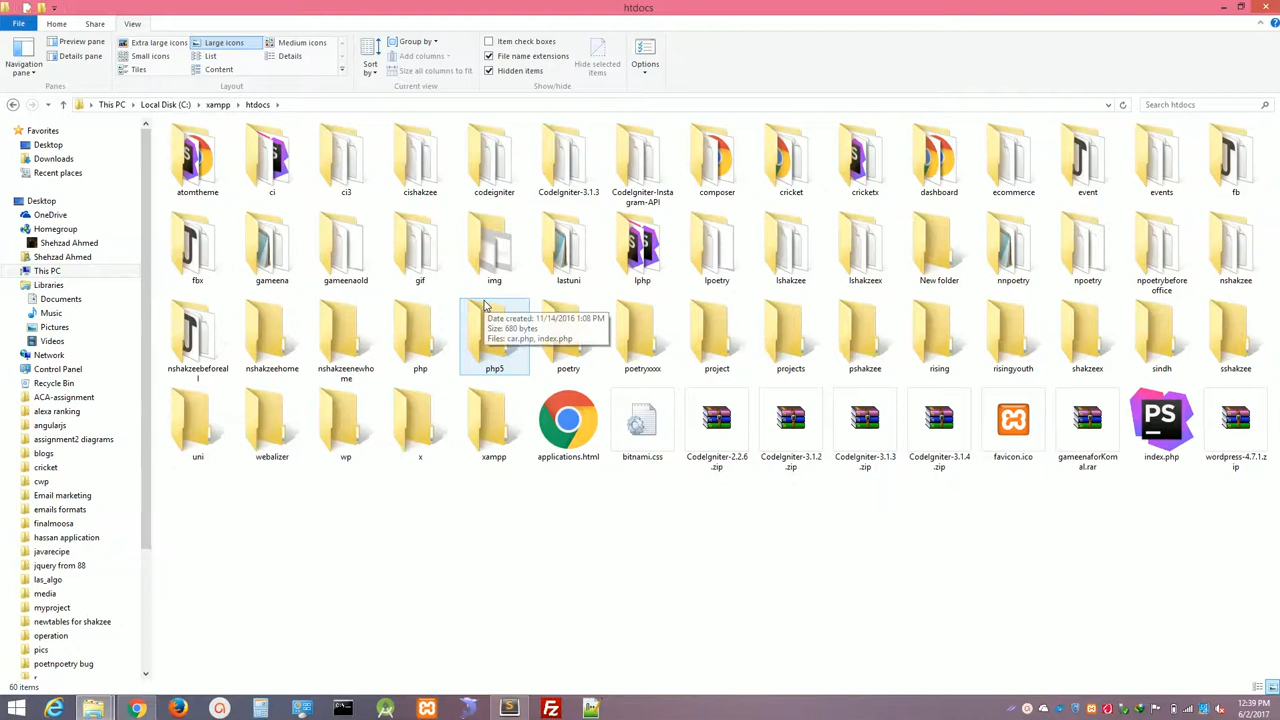 htdocs
File Home Share View
Navigation pane
Preview pane
Details pane
Panes
Extra large icons Large icons Medium icons
Small icons List Details
Tiles Content
Layout
Sort by
Group by
Add columns
Size all columns to fit
Current view
Item check boxes
File name extensions
Hidden items
Hide selected items
Show/hide
Options
This PC Local Disk (C:) xampp htdocs
Search htdocs
Favorites
Desktop
Downloads
Recent places
Desktop
OneDrive
Homegroup
Shehzad Ahmed
Shehzad Ahmed
This PC
Libraries
Documents
Music
Pictures
Videos
Network
Control Panel
Recycle Bin
ACA-assignment
alexa ranking
angularjs
assignment2 diagrams
blogs
cricket
cwp
Email marketing
emails formats
finalmoosa
hassan application
javarecipe
jquery from 88
las_algo
media
myproject
newtables for shakzee
operation
pics
poetnpoetry bug
atomtheme ci ci3 cishakzee codeigniter CodeIgniter-3.1.3 CodeIgniter-Instagram-API composer cricket cricketx dashboard ecommerce event events fb
fbx gameena gameenaold gif img lastuni lphp lpoetry lshakzee lshakzeex New folder nnpoetry npoetry npoetrybefore office nshakzee
nshakzeebeforeall nshakzeehome nshakzeenewhome php php5 poetry poetryxxxx project projects pshakzee rising risingyouth shakzeex sindh sshakzee
Date created: 11/14/2016 1:08 PM
Size: 680 bytes
Files: car.php, index.php
uni webalizer wp x xampp applications.html bitnami.css CodeIgniter-2.2.6.zip CodeIgniter-3.1.2.zip CodeIgniter-3.1.3.zip CodeIgniter-3.1.4.zip favicon.ico gameenaforKomal.rar index.php wordpress-4.7.1.zip
PS
60 items
12:39 PM
6/2/2017